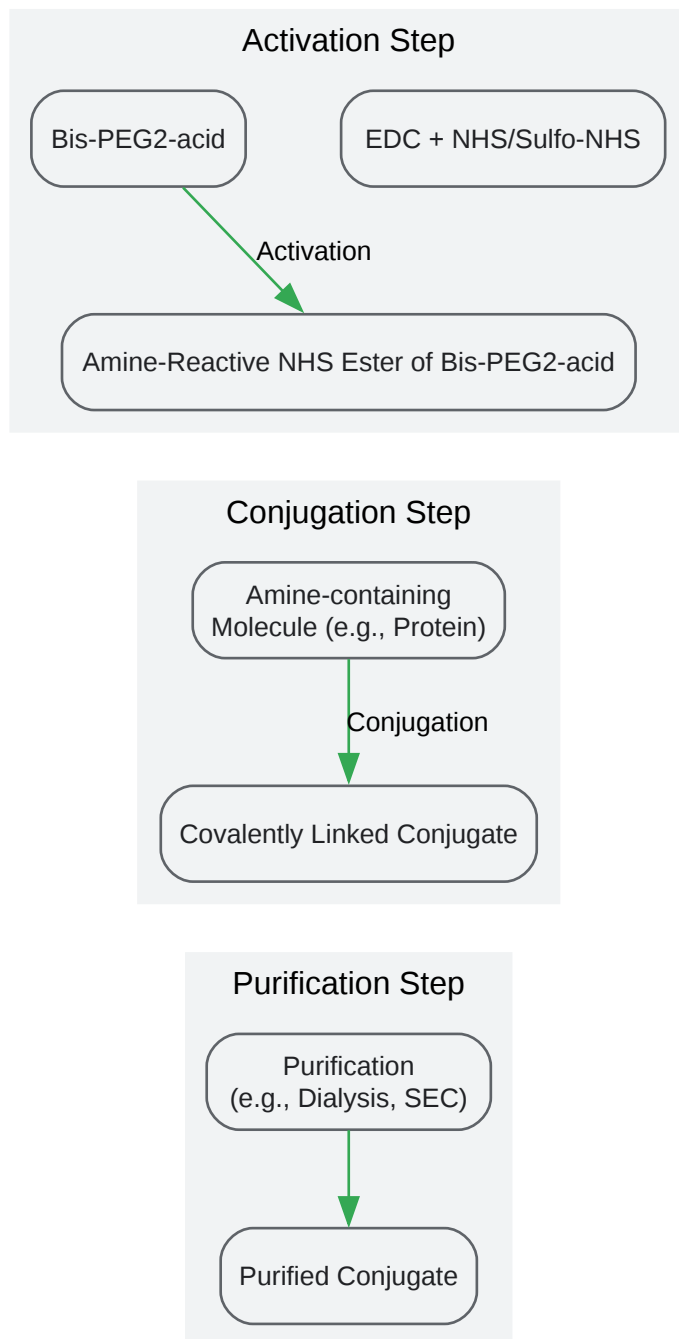 Activation Step
Bis-PEG2-acid
EDC + NHS/Sulfo-NHS
Activation
Amine-Reactive NHS Ester of Bis-PEG2-acid
Conjugation Step
Amine-containing
Molecule (e.g., Protein)
Conjugation
Covalently Linked Conjugate
Purification Step
Purification
(e.g., Dialysis, SEC)
Purified Conjugate